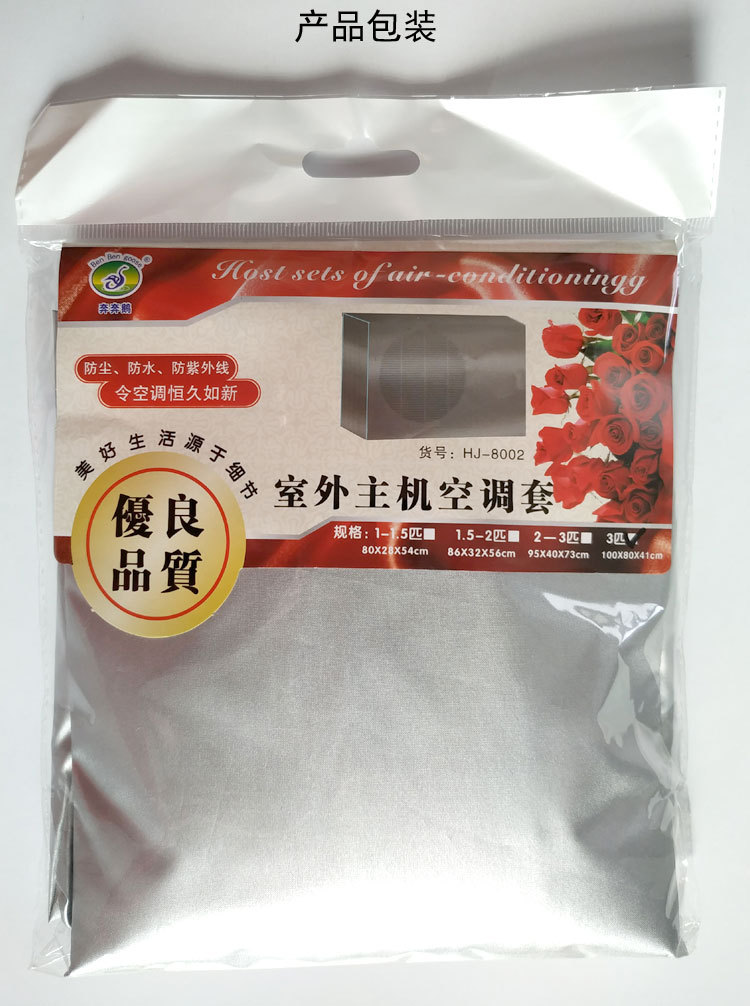 产品包装
Ben Ben goose®
奔奔鹅
Host sets of air-conditioningy
防尘、防水、防紫外线
令空调恒久如新
货号：HJ-8002
美好生活源于细节
優良
品質
室外主机空调套
规格：1-1.5匹 1.5-2匹 2-3匹 3匹
80X28X54cm 86X32X56cm 95X40X73cm 100X80X41cm